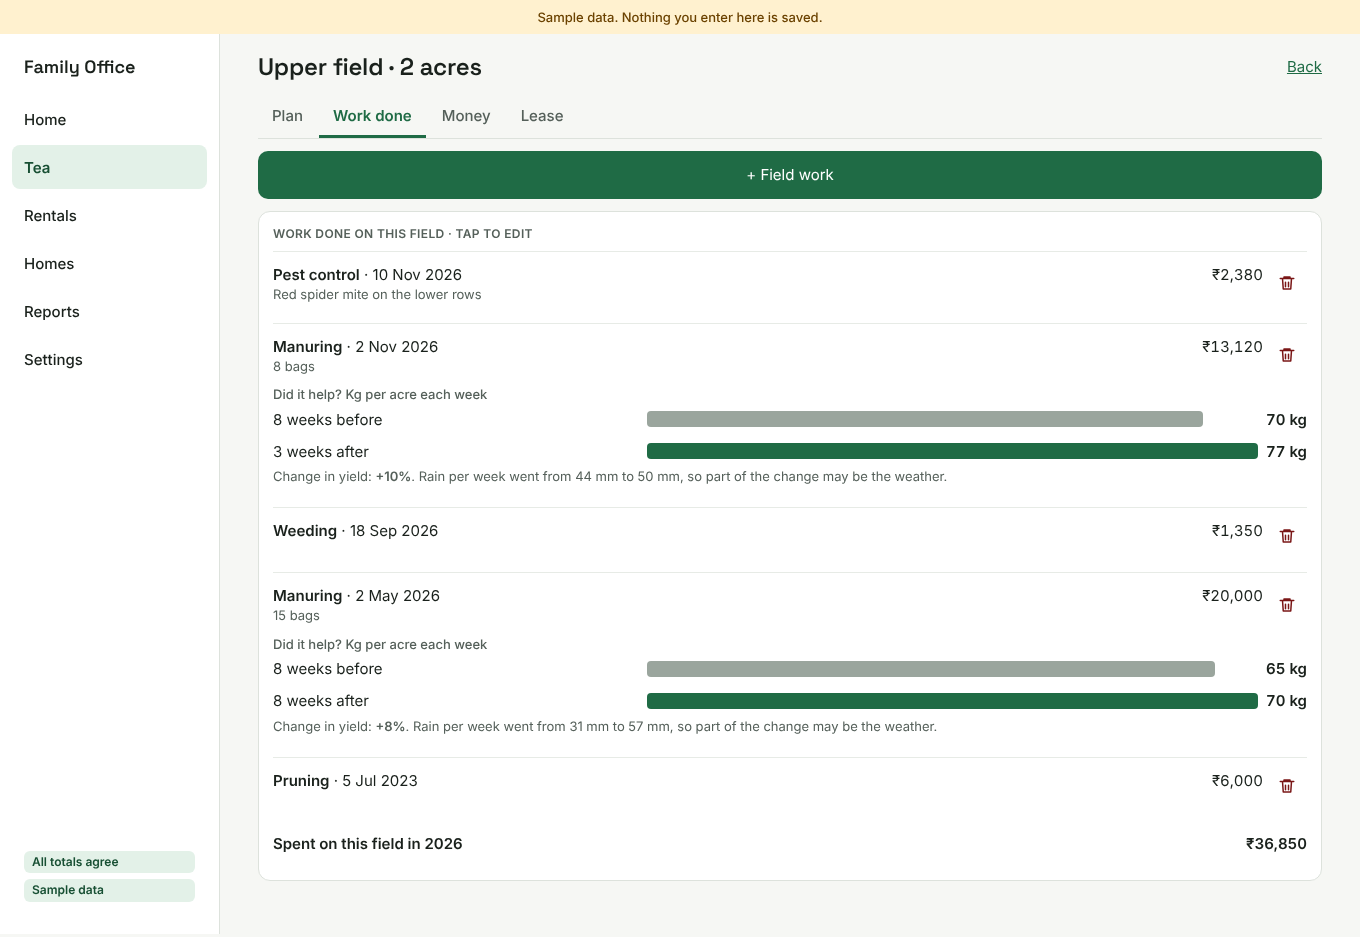 Sample data. Nothing you enter here is saved.
Family Office
Home
Tea
Rentals
Homes
Reports
Settings
All totals agree
Sample data
Upper field · 2 acres
Back
Plan
Work done
Money
Lease
+ Field work
WORK DONE ON THIS FIELD · TAP TO EDIT
Pest control · 10 Nov 2026 ₹2,380
Red spider mite on the lower rows
Manuring · 2 Nov 2026 ₹13,120
8 bags
Did it help? Kg per acre each week
8 weeks before 70 kg
3 weeks after 77 kg
Change in yield: +10%. Rain per week went from 44 mm to 50 mm, so part of the change may be the weather.
Weeding · 18 Sep 2026 ₹1,350
Manuring · 2 May 2026 ₹20,000
15 bags
Did it help? Kg per acre each week
8 weeks before 65 kg
8 weeks after 70 kg
Change in yield: +8%. Rain per week went from 31 mm to 57 mm, so part of the change may be the weather.
Pruning · 5 Jul 2023 ₹6,000
Spent on this field in 2026 ₹36,850